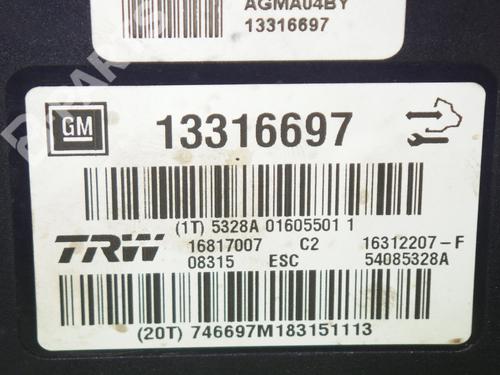 AGMA04BY
13316697
GM 13316697
(1T) 5328A 01605501 1
TRW 16817007 C2 16312207-F
08315 ESC 54085328A
(20T) 746697M183151113